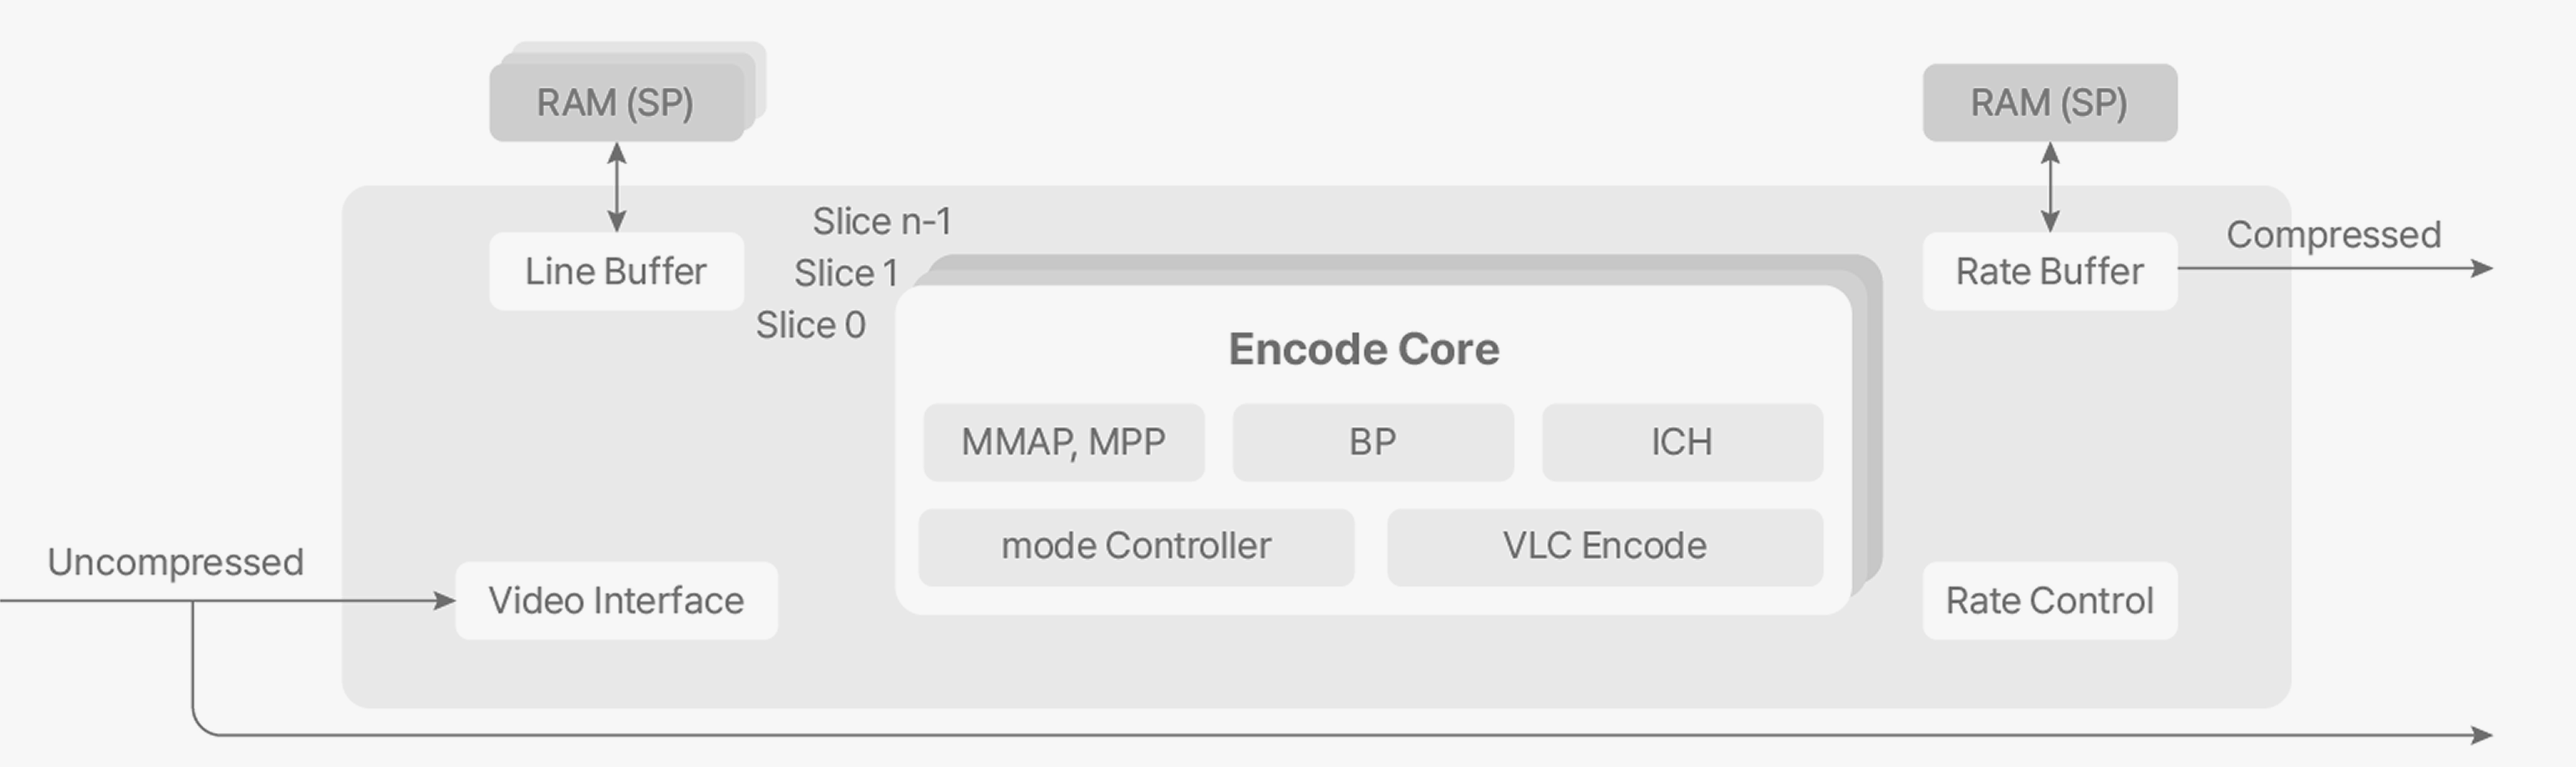 RAM (SP)
RAM (SP)
Slice n-1
Compressed
Line Buffer
Slice 1
Rate Buffer
Slice 0
Encode Core
MMAP, MPP
BP
ICH
mode Controller
VLC Encode
Uncompressed
Video Interface
Rate Control